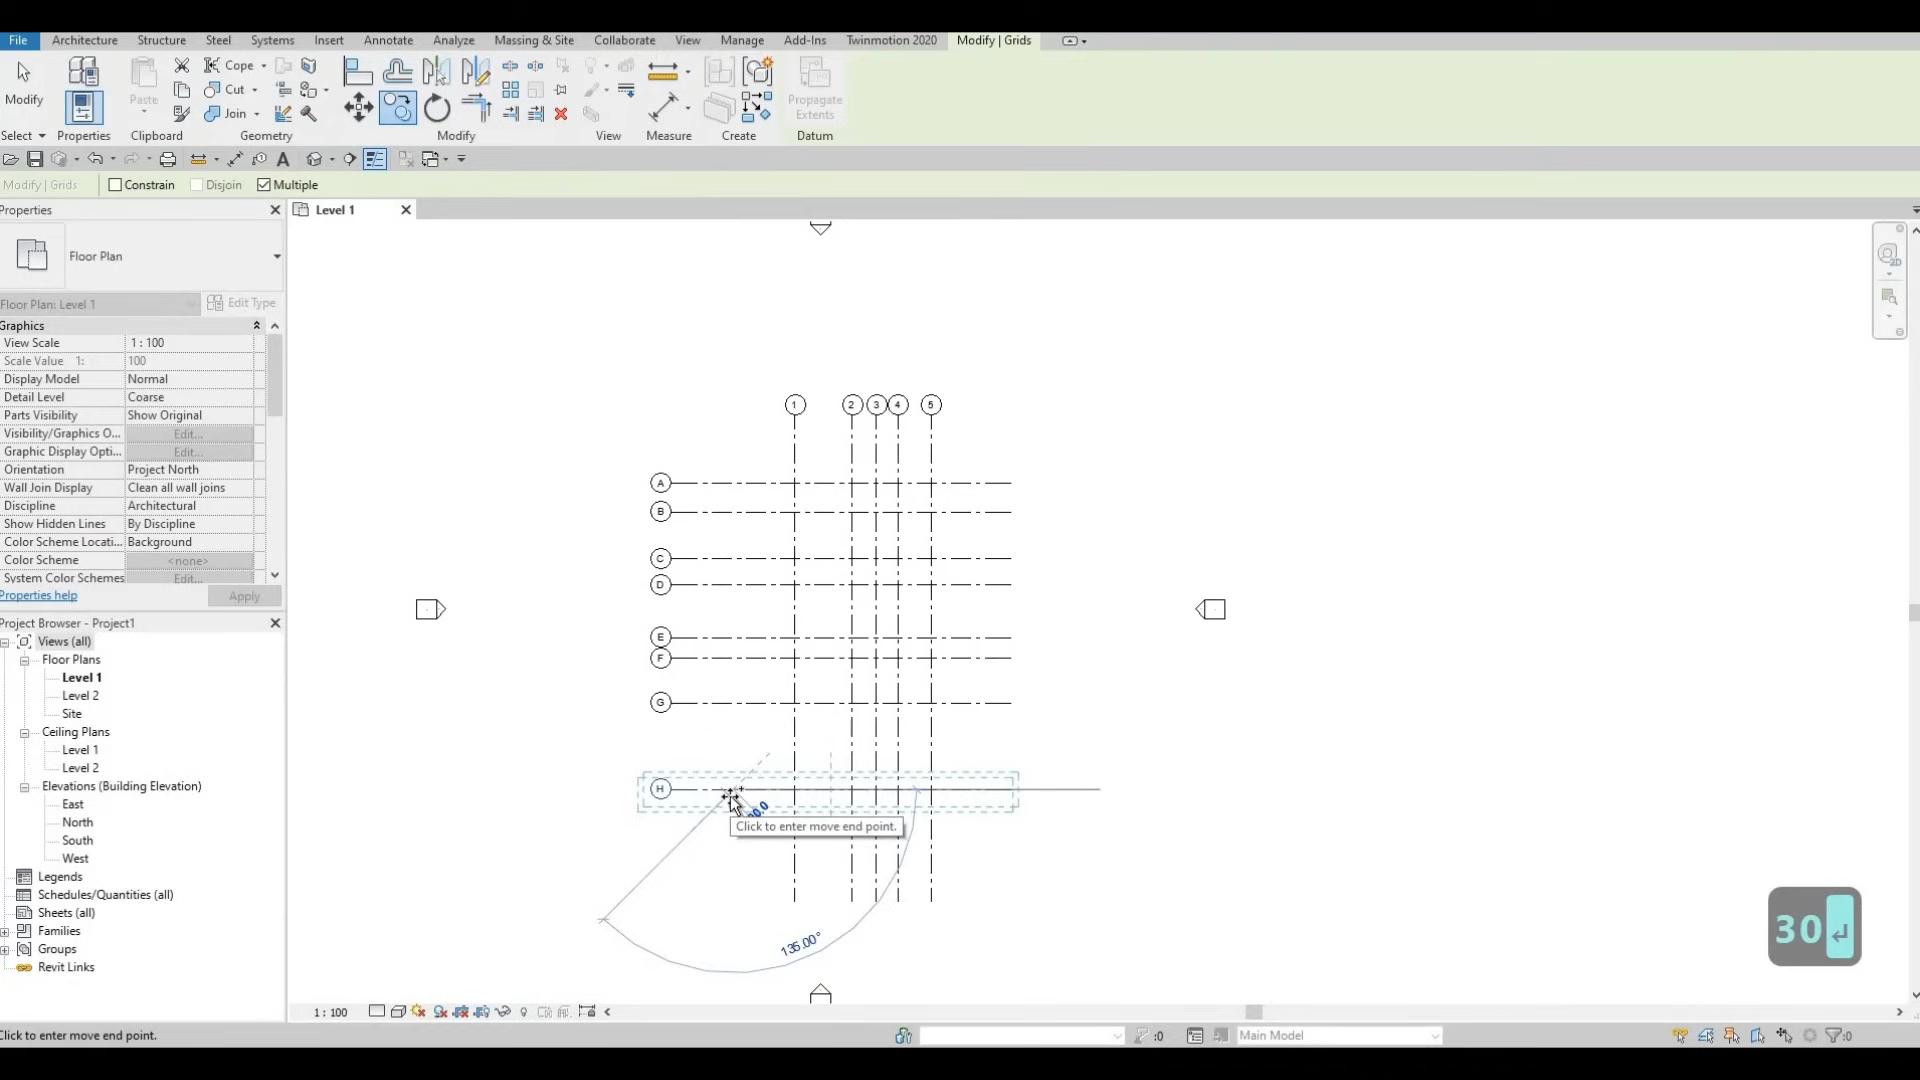 File Architecture Structure Steel Systems Insert Annotate Analyze Massing & Site Collaborate View Manage Add-Ins Twinmotion 2020 Modify | Grids
Cope
Cut
Join
Modify Paste Propagate Extents
Select Properties Clipboard Geometry Modify View Measure Create Datum
A
Modify | Grids Constrain Disjoin Multiple
Properties
Level 1
Floor Plan
Floor Plan: Level 1 Edit Type
Graphics
View Scale 1 : 100
Scale Value 1: 100
Display Model Normal
Detail Level Coarse
Parts Visibility Show Original
Visibility/Graphics O... Edit...
Graphic Display Opti... Edit...
Orientation Project North
Wall Join Display Clean all wall joins
Discipline Architectural
Show Hidden Lines By Discipline
Color Scheme Locati... Background
Color Scheme <none>
System Color Schemes Edit...
Properties help Apply
Project Browser - Project1
Views (all)
Floor Plans
Level 1
Level 2
Site
Ceiling Plans
Level 1
Level 2
Elevations (Building Elevation)
East
North
South
West
Legends
Schedules/Quantities (all)
Sheets (all)
Families
Groups
Revit Links
2D
1 2 3 4 5
A
B
C
D
E
F
G
H
Click to enter move end point.
135.00°
30
1 : 100
Click to enter move end point.
:0
Main Model
:0